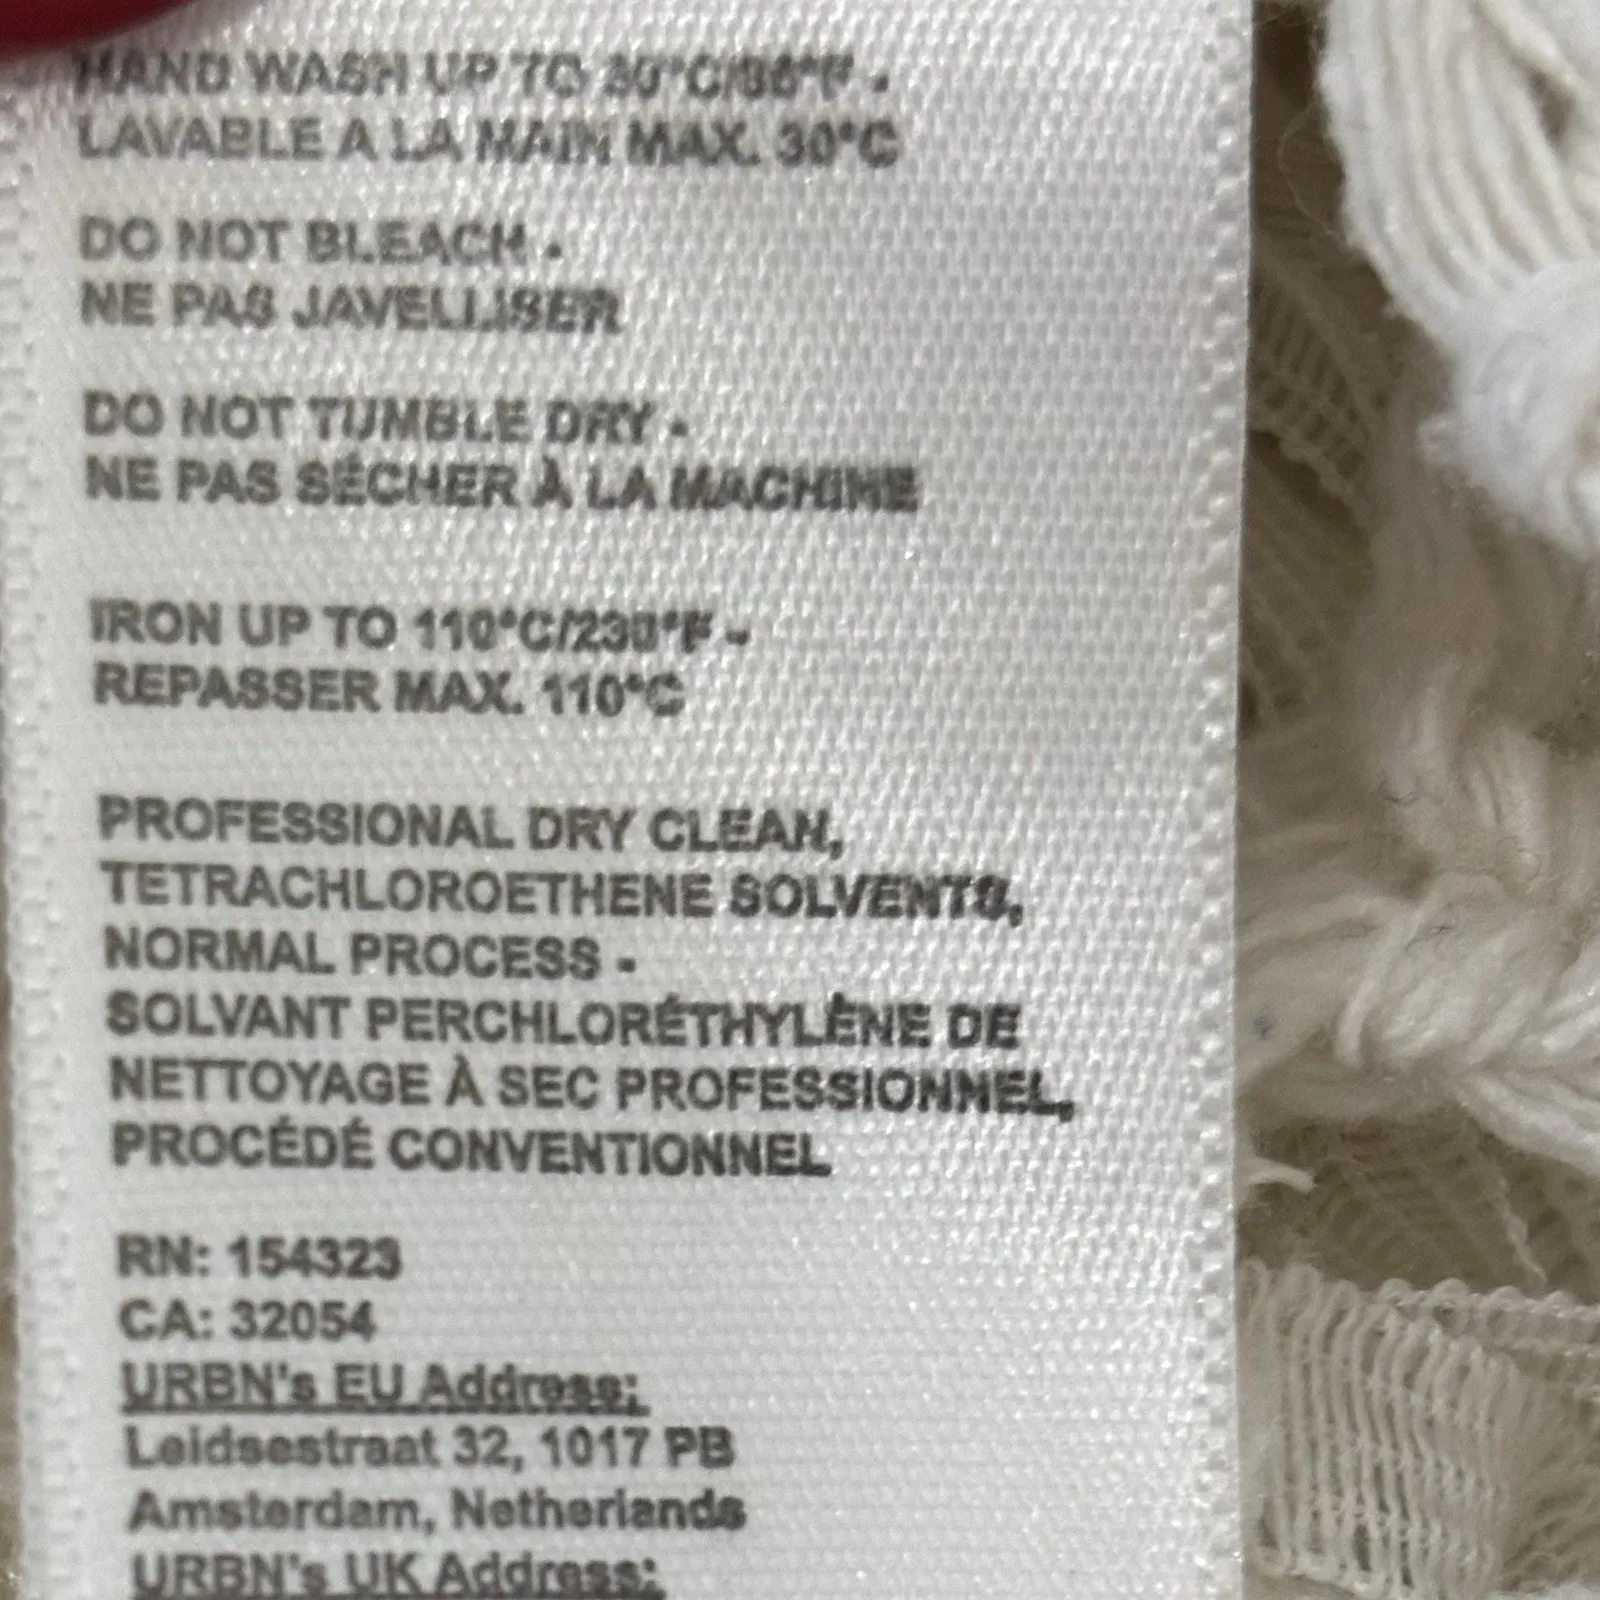 HAND WASH UP TO 30°C/86°F -
LAVABLE A LA MAIN MAX. 30°C
DO NOT BLEACH -
NE PAS JAVELLISER
DO NOT TUMBLE DRY -
NE PAS SÉCHER À LA MACHINE
IRON UP TO 110°C/230°F -
REPASSER MAX. 110°C
PROFESSIONAL DRY CLEAN,
TETRACHLOROETHENE SOLVENTS,
NORMAL PROCESS -
SOLVANT PERCHLORÉTHYLÈNE DE
NETTOYAGE À SEC PROFESSIONNEL,
PROCÉDÉ CONVENTIONNEL
RN: 154323
CA: 32054
URBN's EU Address:
Leidsestraat 32, 1017 PB
Amsterdam, Netherlands
URBN's UK Address: